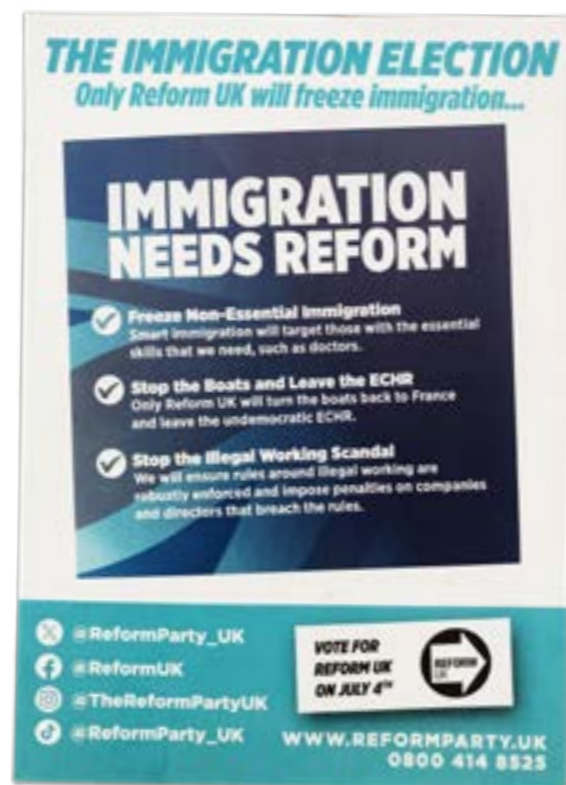 THE IMMIGRATION ELECTION
Only Reform UK will freeze immigration...
IMMIGRATION
NEEDS REFORM
Freeze Non-Essential Immigration
Smart immigration will target those with the essential
skills that we need, such as doctors.
Stop the Boats and Leave the ECHR
Only Reform UK will turn the boats back to France
and leave the undemocratic ECHR.
Stop the Illegal Working Scandal
We will ensure rules around illegal working are
robustly enforced and impose penalties on companies
and directors that breach the rules.
@ReformParty_UK
@ReformUK
@TheReformPartyUK
@ReformParty_UK
VOTE FOR
REFORM UK
ON JULY 4TH
REFORM
UK
WWW.REFORMPARTY.UK
0800 414 8525